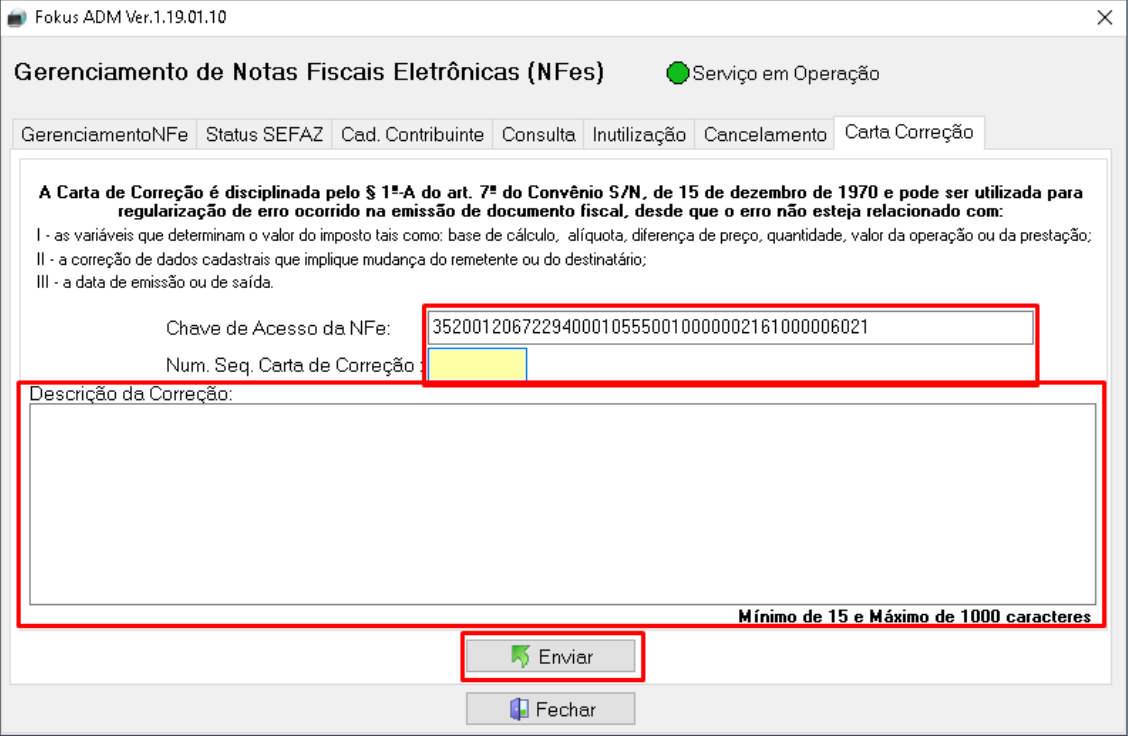 Fokus ADM Ver.1.19.01.10
Gerenciamento de Notas Fiscais Eletrônicas (NFes)
Serviço em Operação
GerenciamentoNFe Status SEFAZ Cad. Contribuinte Consulta Inutilização Cancelamento Carta Correção
A Carta de Correção é disciplinada pelo § 1º-A do art. 7º do Convênio S/N, de 15 de dezembro de 1970 e pode ser utilizada para
regularização de erro ocorrido na emissão de documento fiscal, desde que o erro não esteja relacionado com:
I - as variáveis que determinam o valor do imposto tais como: base de cálculo, alíquota, diferença de preço, quantidade, valor da operação ou da prestação;
II - a correção de dados cadastrais que implique mudança do remetente ou do destinatário;
III - a data de emissão ou de saída.
Chave de Acesso da NFe: 35200120672294000105550010000002161000006021
Num. Seq. Carta de Correção :
Descrição da Correção:
Mínimo de 15 e Máximo de 1000 caracteres
Enviar
Fechar